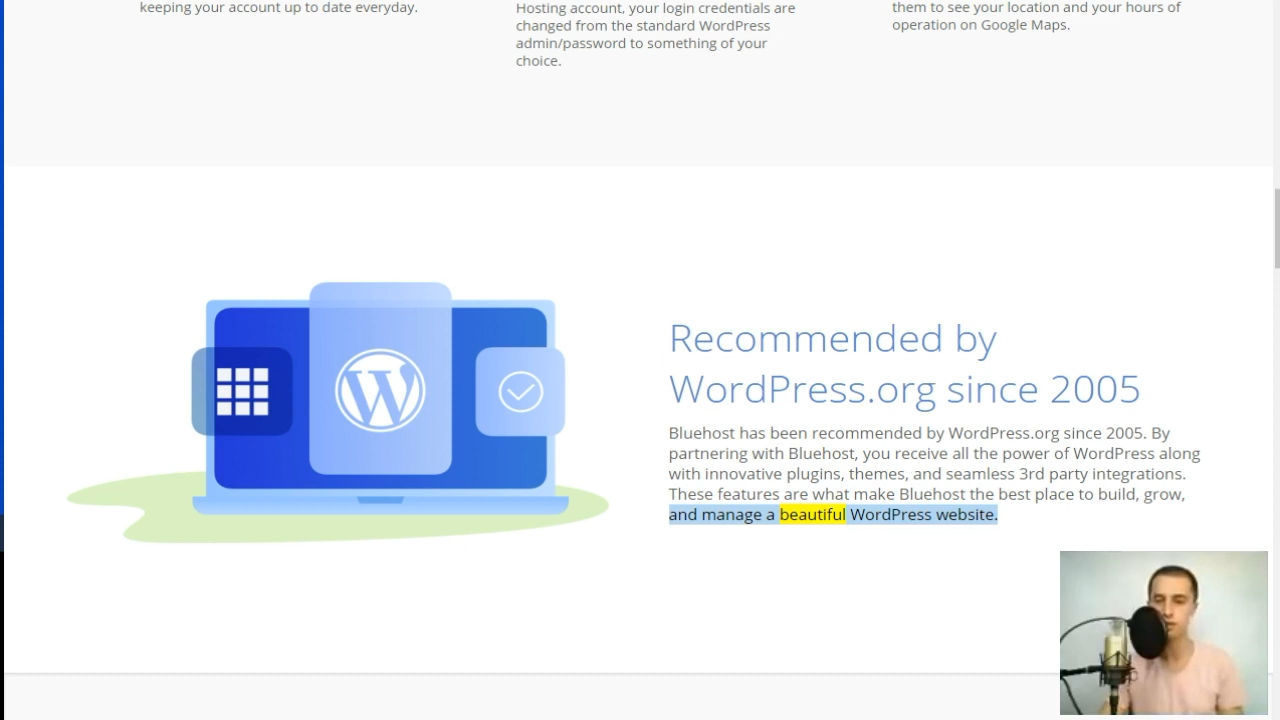 keeping your account up to date everyday.
Hosting account, your login credentials are
changed from the standard WordPress
admin/password to something of your
choice.
them to see your location and your hours of
operation on Google Maps.
Recommended by
WordPress.org since 2005
Bluehost has been recommended by WordPress.org since 2005. By
partnering with Bluehost, you receive all the power of WordPress along
with innovative plugins, themes, and seamless 3rd party integrations.
These features are what make Bluehost the best place to build, grow,
and manage a beautiful WordPress website.